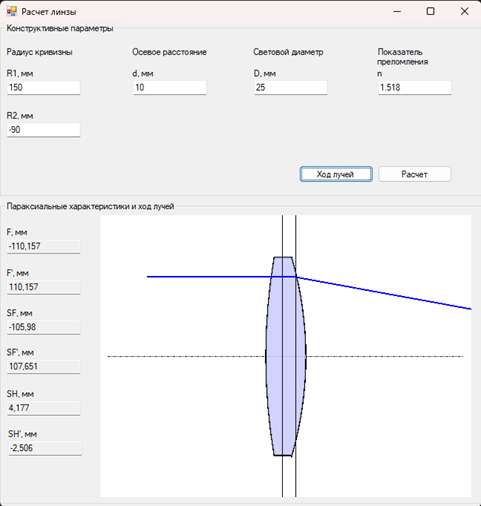 Расчет линзы
Конструктивные параметры
Радиус кривизны
Осевое расстояние
Световой диаметр
Показатель
преломления
R1, мм
d, мм
D, мм
n
150
10
25
1.518
R2, мм
-90
Ход лучей
Расчет
Параксиальные характеристики и ход лучей
F, мм
-110,157
F', мм
110,157
SF, мм
-105,98
SF', мм
107,651
SH, мм
4,177
SH', мм
-2,506